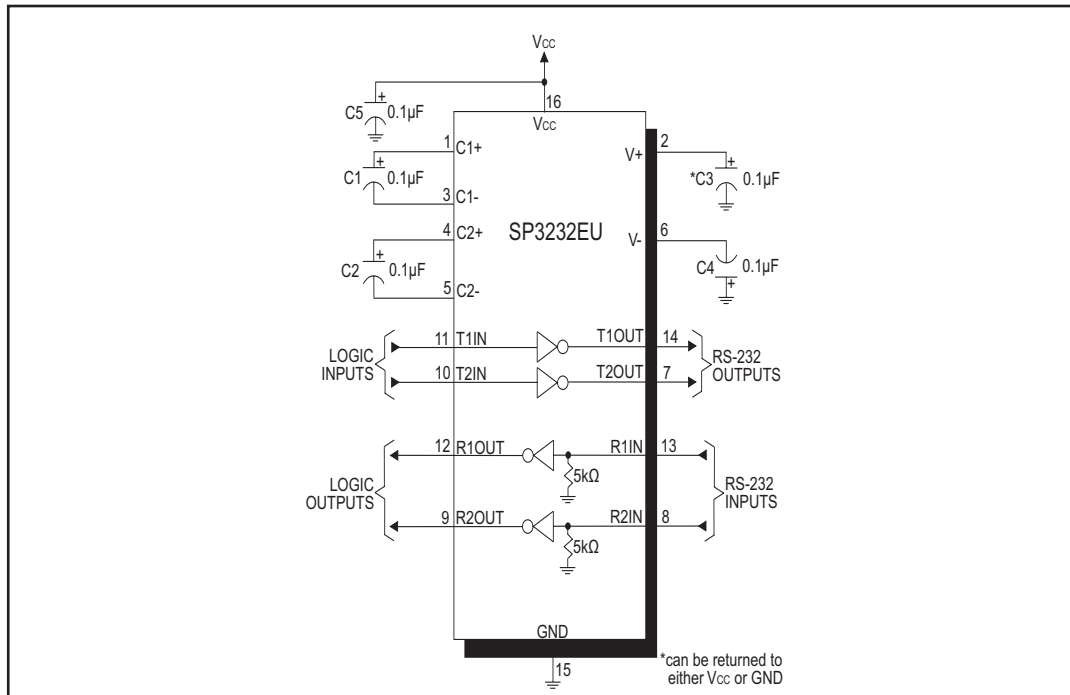 Vcc
+
C5
0.1µF
16
Vcc
1
C1+
+
C1
0.1µF
3
C1-
4
C2+
+
C2
0.1µF
5
C2-
SP3232EU
V+
2
+
*C3
0.1µF
V-
6
C4
0.1µF
+
LOGIC
INPUTS
11
T1IN
T1OUT
14
10
T2IN
T2OUT
7
RS-232
OUTPUTS
LOGIC
OUTPUTS
12
R1OUT
R1IN
13
5kΩ
9
R2OUT
R2IN
8
5kΩ
RS-232
INPUTS
GND
15
*can be returned to
either Vcc or GND